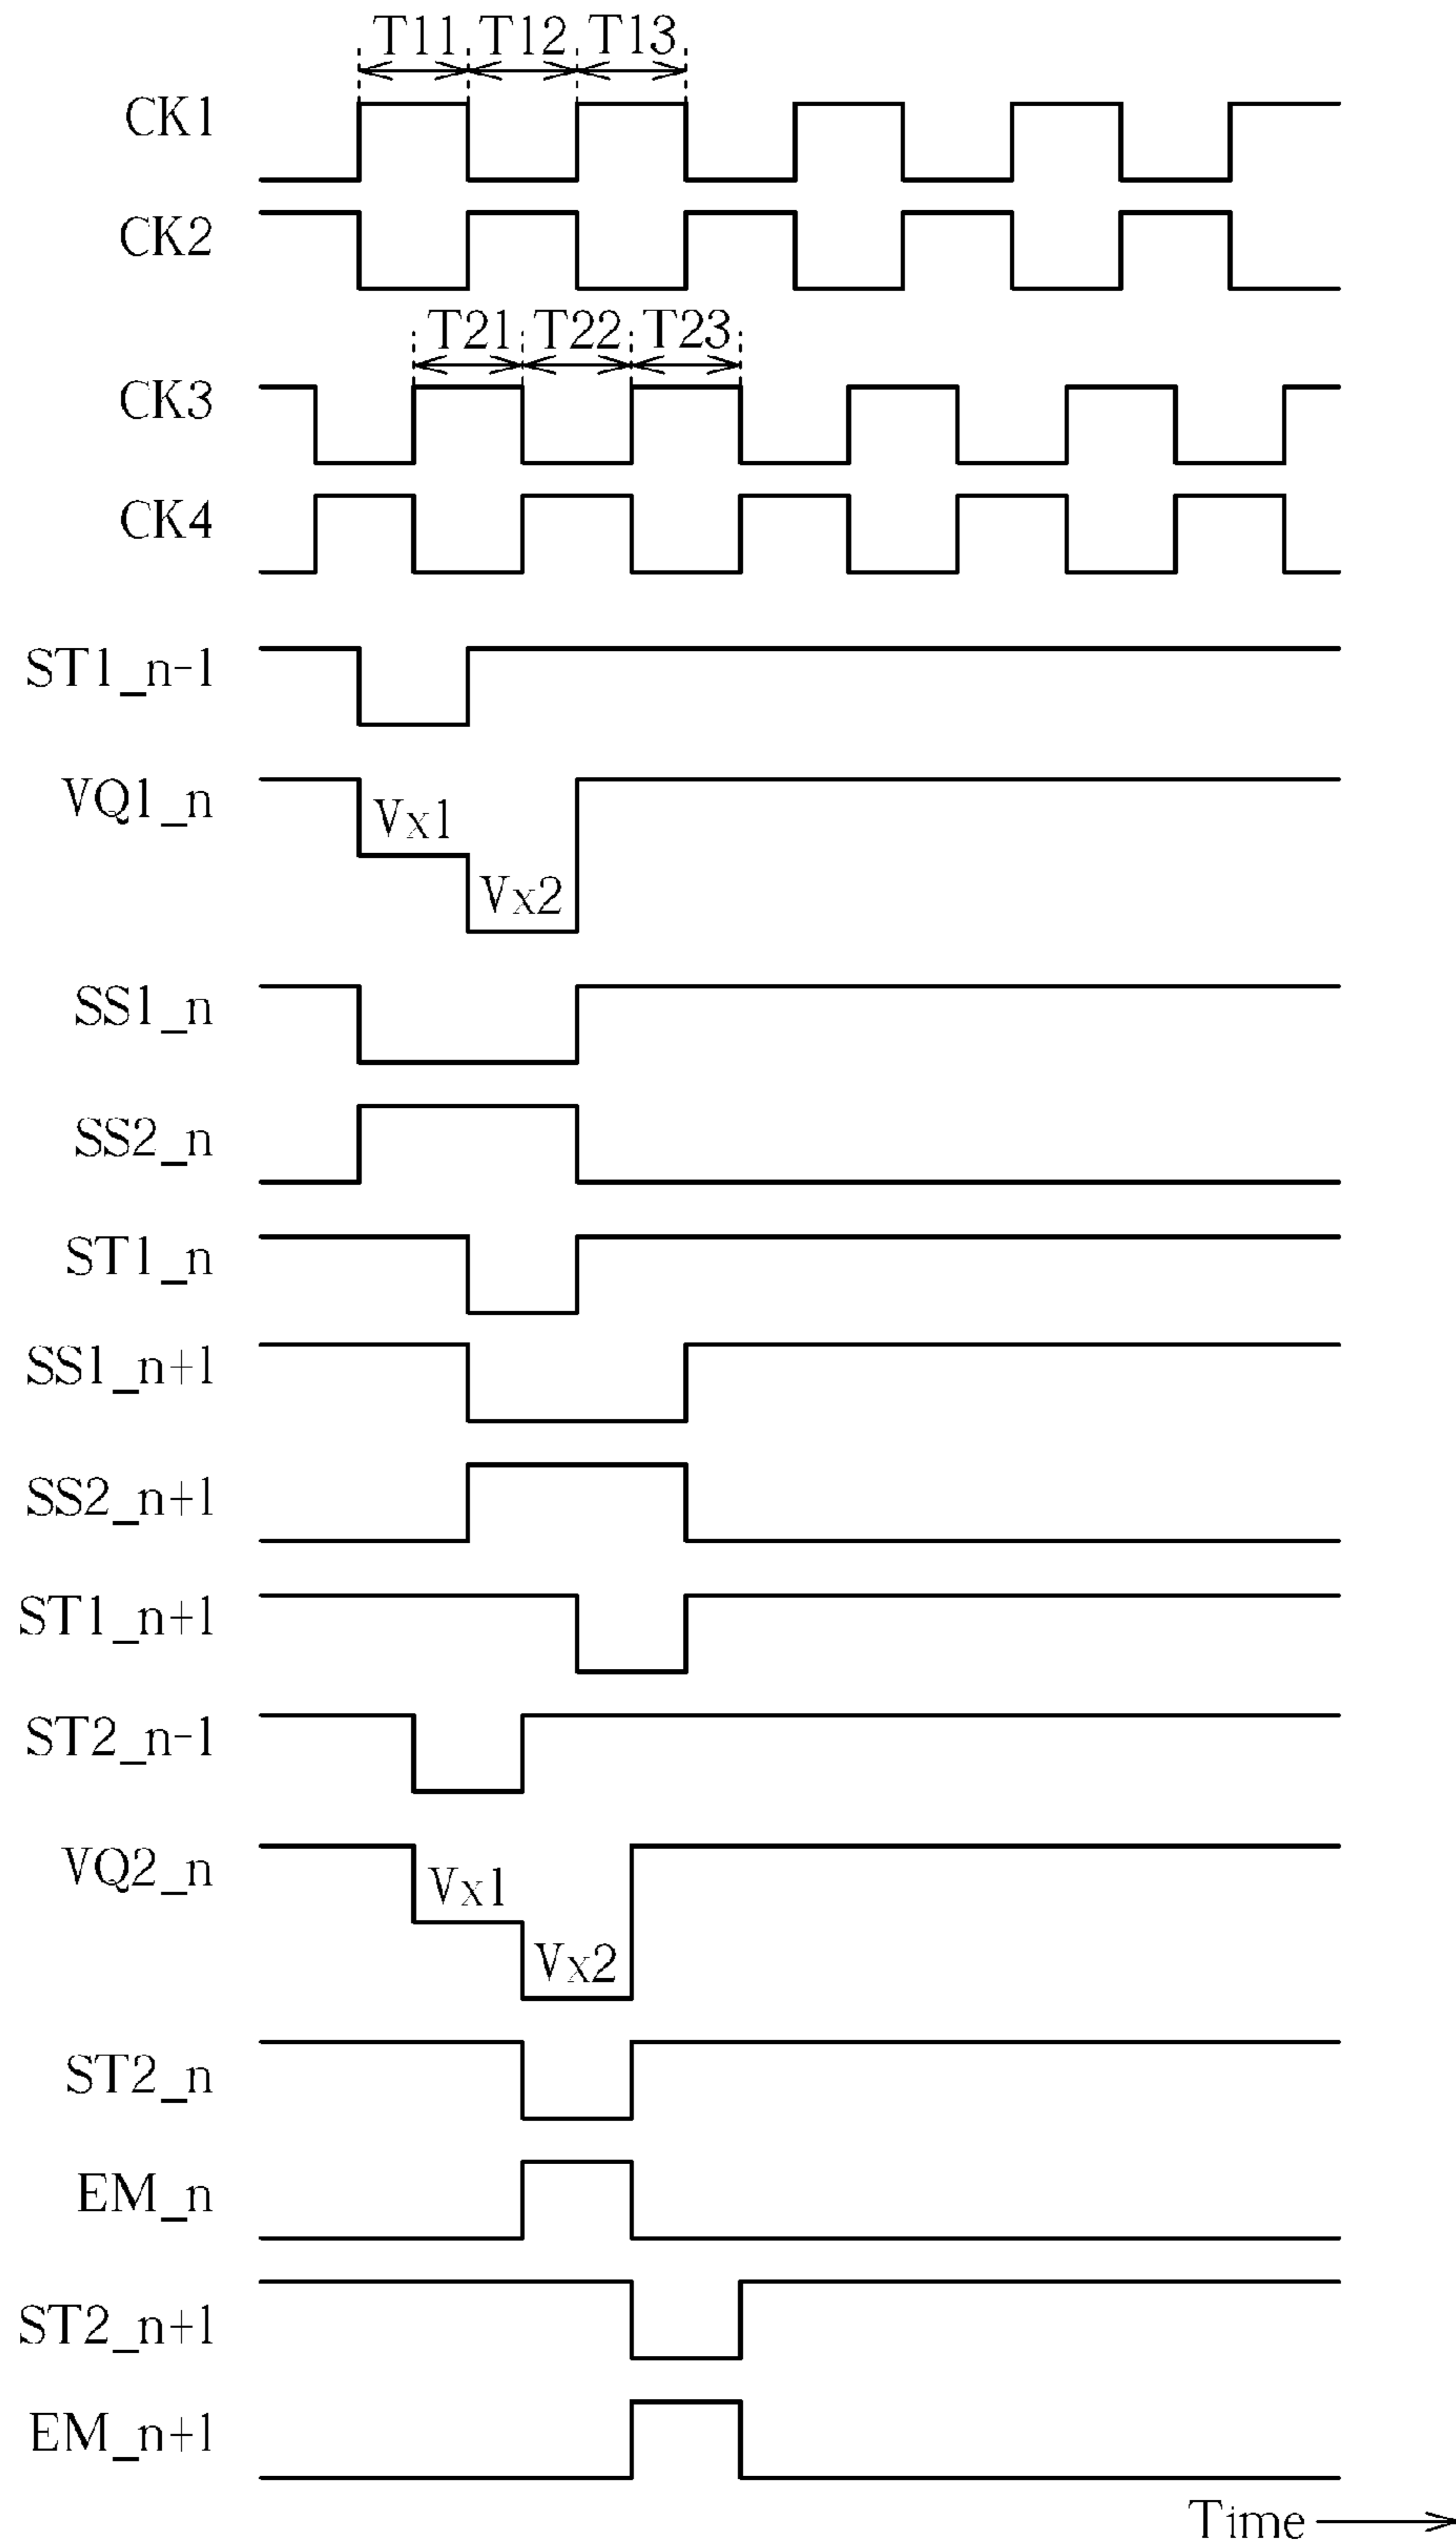 T11 T12 T13
CK1
CK2
T21 T22 T23
CK3
CK4
ST1_n-1
VQ1_n
Vx1
Vx2
SS1_n
SS2_n
ST1_n
SS1_n+1
SS2_n+1
ST1_n+1
ST2_n-1
VQ2_n
Vx1
Vx2
ST2_n
EM_n
ST2_n+1
EM_n+1
Time